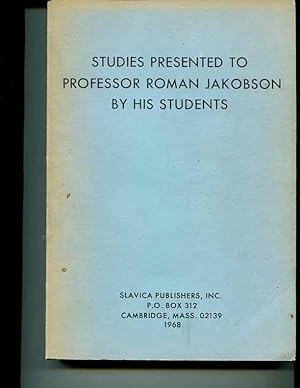 STUDIES PRESENTED TO
PROFESSOR ROMAN JAKOBSON
BY HIS STUDENTS
SLAVICA PUBLISHERS, INC.
P.O. BOX 312
CAMBRIDGE, MASS. 02139
1968